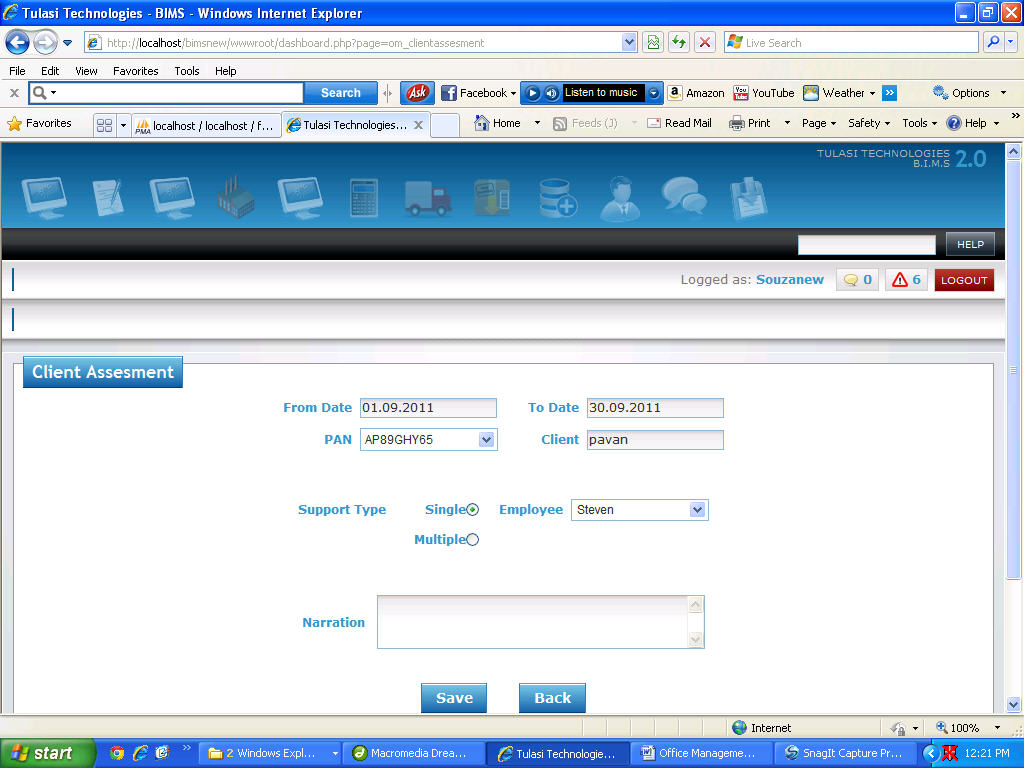 Tulasi Technologies - BIMS - Windows Internet Explorer
http://localhost/bimsnew/wwwroot/dashboard.php?page=om_clientassesment
Live Search
File Edit View Favorites Tools Help
Search Ask Facebook Listen to music Amazon YouTube Weather Options
Favorites PMA localhost / localhost / f... Tulasi Technologies... Home Feeds (J) Read Mail Print Page Safety Tools Help
TULASI TECHNOLOGIES
B.I.M.S 2.0
HELP
Logged as: Souzanew 0 6 LOGOUT
Client Assesment
From Date 01.09.2011 To Date 30.09.2011
PAN AP89GHY65 Client pavan
Support Type Single Employee Steven
Multiple
Narration
Save Back
Internet 100%
start 2 Windows Expl... Macromedia Drea... Tulasi Technologie... Office Manageme... SnagIt Capture Pr... 12:21 PM